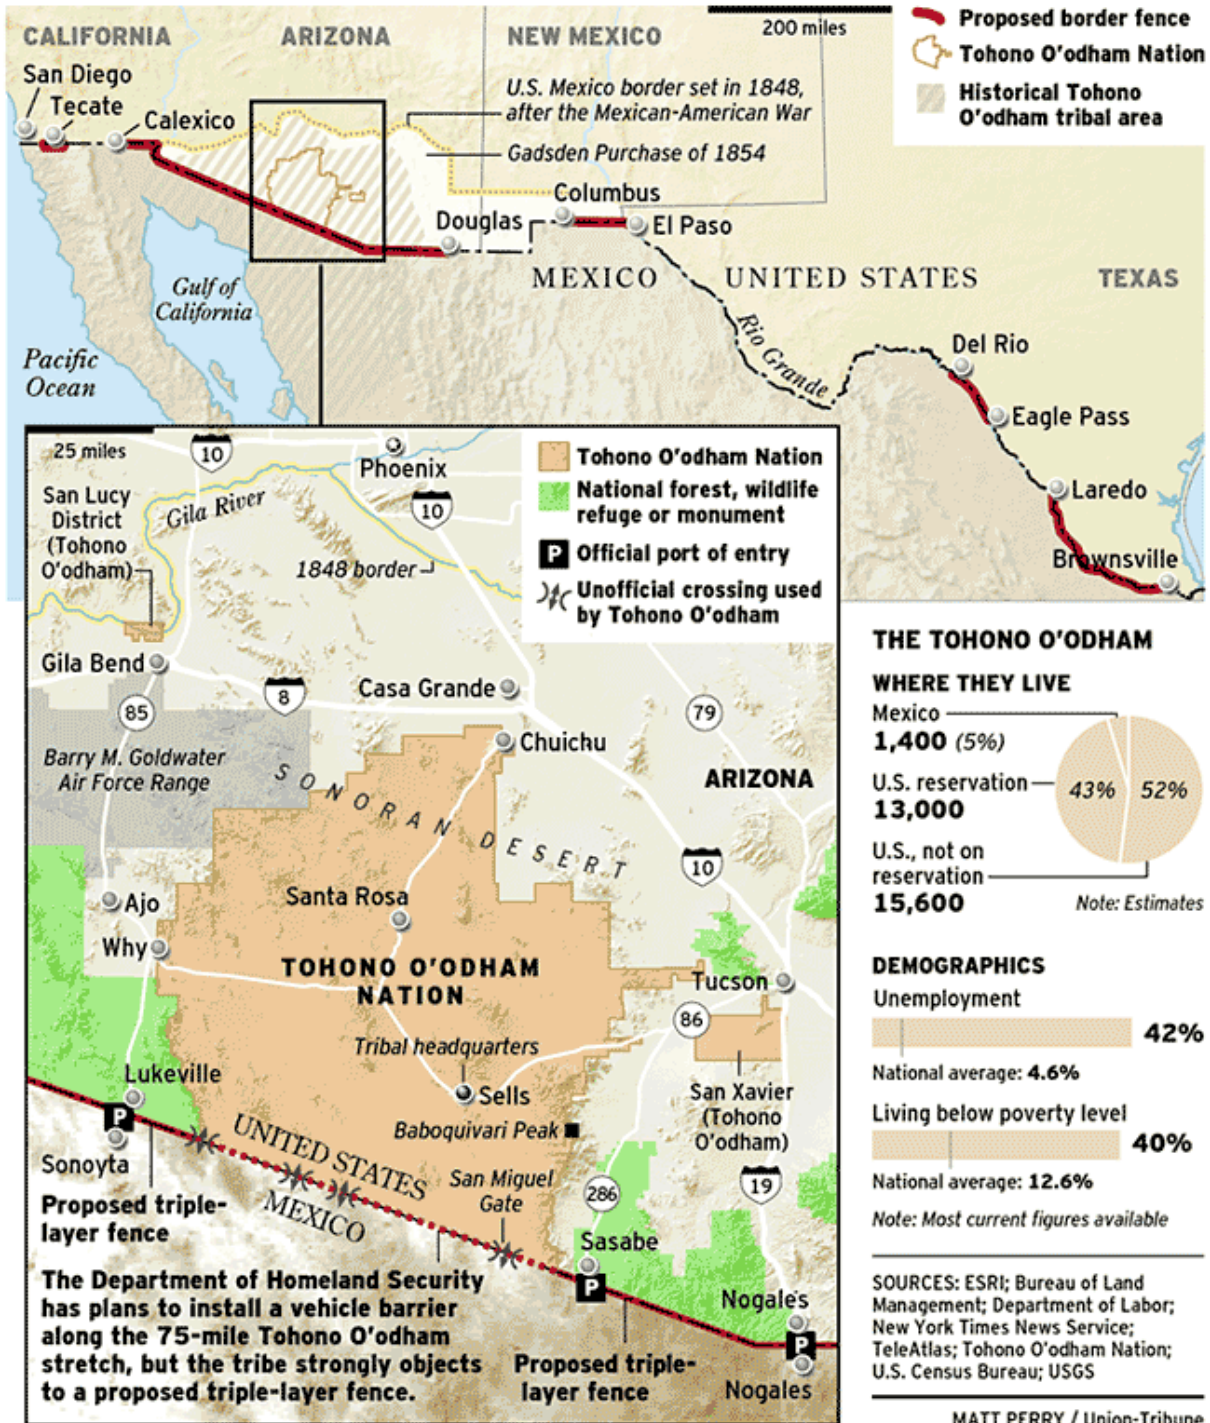 CALIFORNIA
ARIZONA
NEW MEXICO
200 miles
Proposed border fence
Tohono O'odham Nation
Historical Tohono
O'odham tribal area
San Diego
Tecate
Calexico
U.S. Mexico border set in 1848,
after the Mexican-American War
Gadsden Purchase of 1854
Columbus
Douglas
El Paso
MEXICO
UNITED STATES
TEXAS
Gulf of
California
Rio Grande
Pacific
Ocean
Del Rio
Eagle Pass
Laredo
Brownsville
25 miles
10
Phoenix
Tohono O'odham Nation
National forest, wildlife
refuge or monument
P Official port of entry
Unofficial crossing used
by Tohono O'odham
San Lucy
District
(Tohono
O'odham)
Gila River
10
1848 border
Gila Bend
8
Casa Grande
85
79
Chuichu
Barry M. Goldwater
Air Force Range
SONORAN DESERT
ARIZONA
10
Ajo
Santa Rosa
Why
TOHONO O'ODHAM
NATION
Tucson
86
Tribal headquarters
Lukeville
Sells
San Xavier
(Tohono
O'odham)
P
Baboquivari Peak
UNITED STATES
MEXICO
Sonoyta
San Miguel
Gate
286
19
Proposed triple-
layer fence
Sasabe
P
The Department of Homeland Security
has plans to install a vehicle barrier
along the 75-mile Tohono O'odham
stretch, but the tribe strongly objects
to a proposed triple-layer fence.
Proposed triple-
layer fence
Nogales
P
Nogales
THE TOHONO O'ODHAM
WHERE THEY LIVE
Mexico
1,400 (5%)
U.S. reservation
13,000
43%
52%
U.S., not on
reservation
15,600
Note: Estimates
DEMOGRAPHICS
Unemployment
42%
National average: 4.6%
Living below poverty level
40%
National average: 12.6%
Note: Most current figures available
SOURCES: ESRI; Bureau of Land
Management; Department of Labor;
New York Times News Service;
TeleAtlas; Tohono O'odham Nation;
U.S. Census Bureau; USGS
MATT PERRY / Union-Tribune